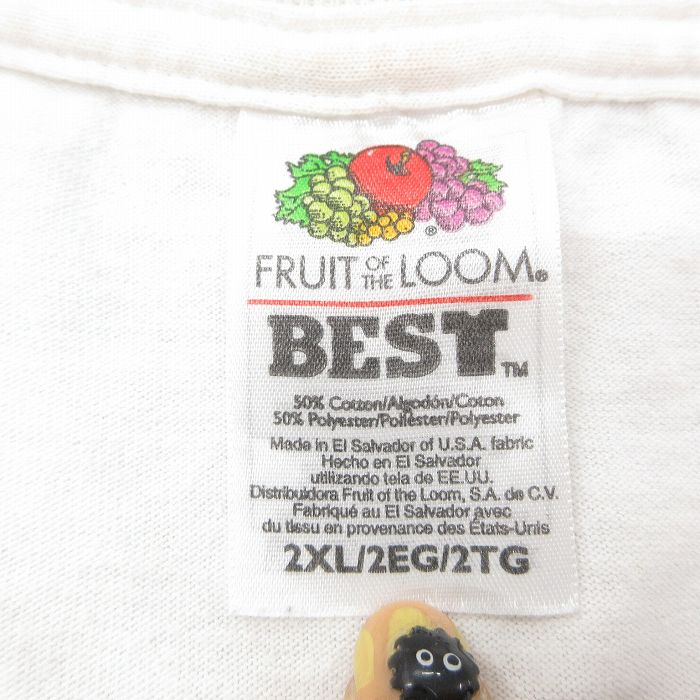 ®
FRUIT OF THE LOOM®
BEST™
50% Cotton/Algodón/Coton
50% Polyester/Poliéster/Polyester
Made in El Salvador of U.S.A. fabric
Hecho en El Salvador
utilizando tela de EE.UU.
Distribuidora Fruit of the Loom, S.A. de C.V.
Fabriqué au El Salvador avec
du tissu en provenance des États-Unis
2XL/2EG/2TG